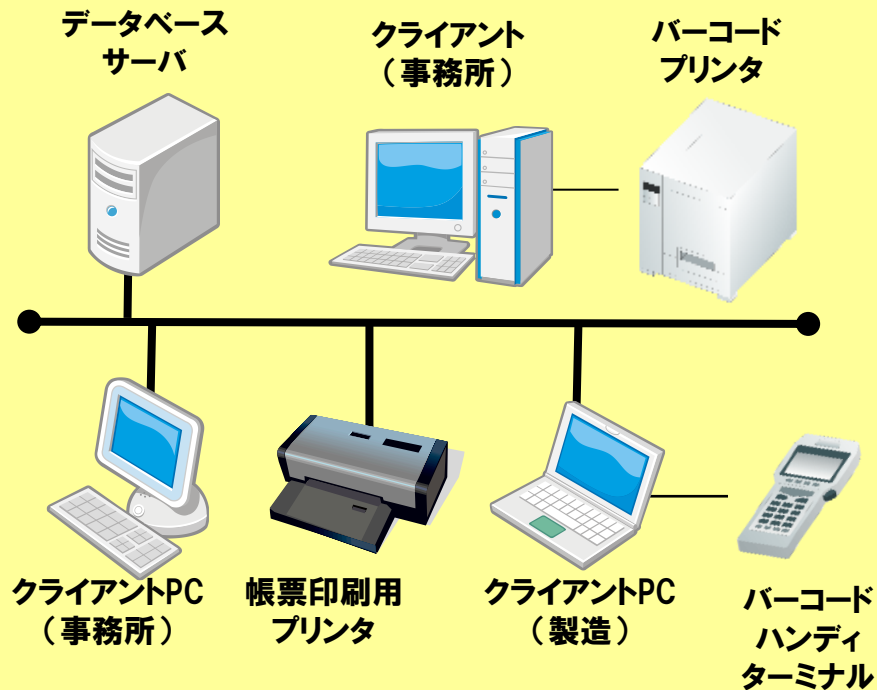 データベース
サーバ
クライアント
（事務所）
バーコード
プリンタ
クライアントPC
（事務所）
帳票印刷用
プリンタ
クライアントPC
（製造）
バーコード
ハンディ
ターミナル